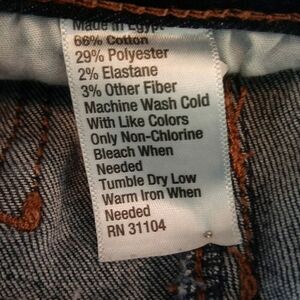 Made in Egypt
66% Cotton
29% Polyester
2% Elastane
3% Other Fiber
Machine Wash Cold
With Like Colors
Only Non-Chlorine
Bleach When
Needed
Tumble Dry Low
Warm Iron When
Needed
RN 31104